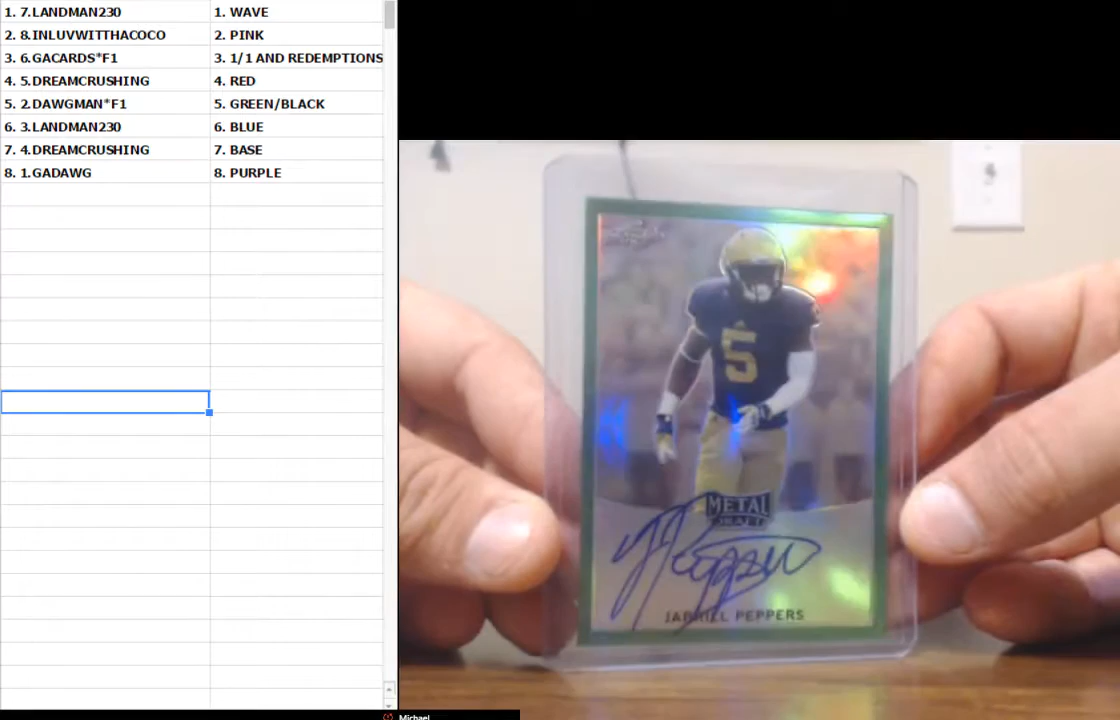 1. 7.LANDMAN230 1. WAVE
2. 8.INLUVWITTHACOCO 2. PINK
3. 6.GACARDS*F1 3. 1/1 AND REDEMPTIONS
4. 5.DREAMCRUSHING 4. RED
5. 2.DAWGMAN*F1 5. GREEN/BLACK
6. 3.LANDMAN230 6. BLUE
7. 4.DREAMCRUSHING 7. BASE
8. 1.GADAWG 8. PURPLE
5
METAL
DRAFT
JABRILL PEPPERS
Michael